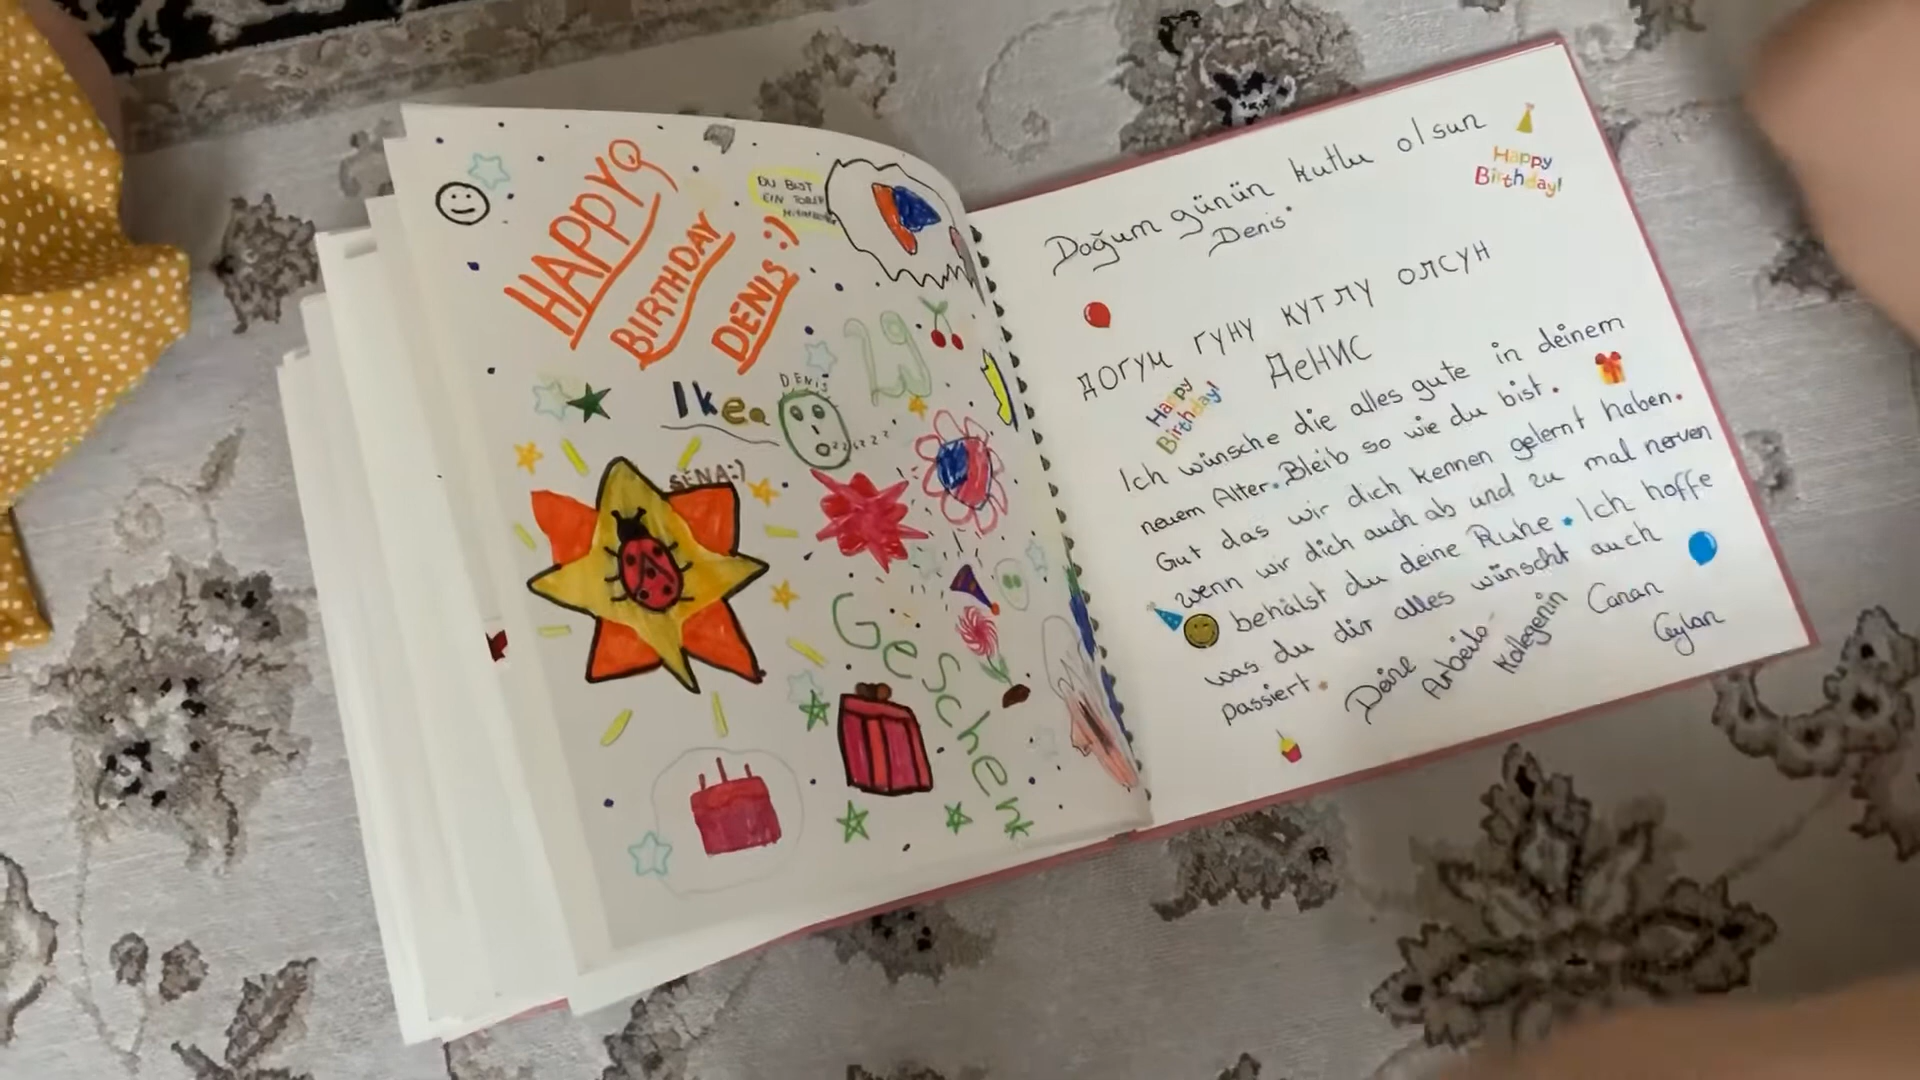 HAPPY
BIRTHDAY
DENIS :)
DU BIST
EIN TOLLER
Ikea
DENIS
zzzzzz
29
SENA:)
Geschenk
Doğum günün kutlu olsun
Denis
Happy
Birthday!
ДОГУМ ГУНУ КУТЛУ ОЛСУН
ДеНИС
Happy
Birthday!
Ich wünsche die alles gute in deinem
neuem Alter. Bleib so wie du bist.
Gut das wir dich kennen gelernt haben.
wenn wir dich auch ab und zu mal nerven
behälst du deine Ruhe. Ich hoffe
was du dir alles wünscht auch
passiert.
Deine
Arbeits-
Kollegenin
Canan
Ceylan